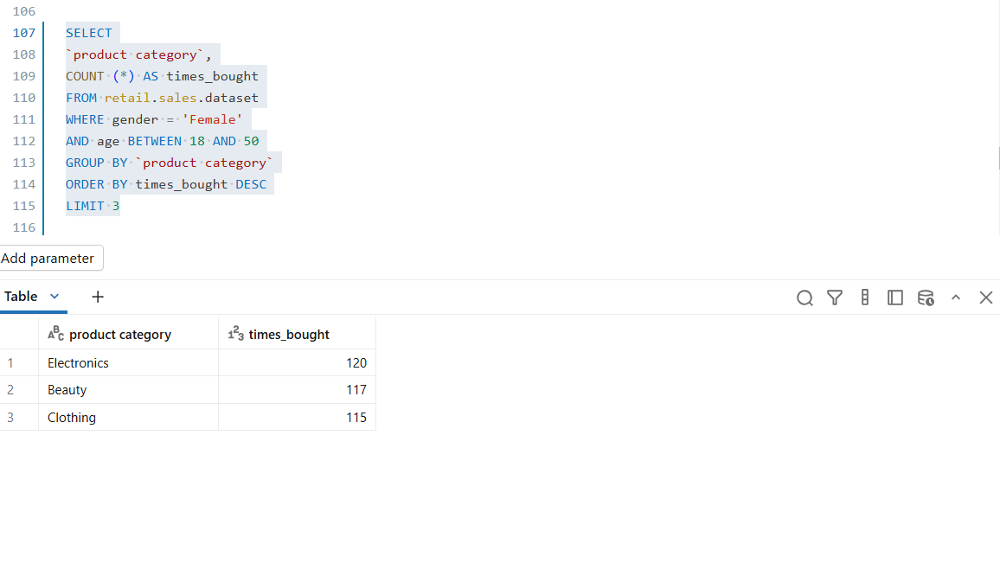 106
107 SELECT
108 `product category`,
109 COUNT (*) AS times_bought
110 FROM retail.sales.dataset
111 WHERE gender = 'Female'
112 AND age BETWEEN 18 AND 50
113 GROUP BY `product category`
114 ORDER BY times_bought DESC
115 LIMIT 3
116
Add parameter
Table +
ABC product category 123 times_bought
1 Electronics 120
2 Beauty 117
3 Clothing 115